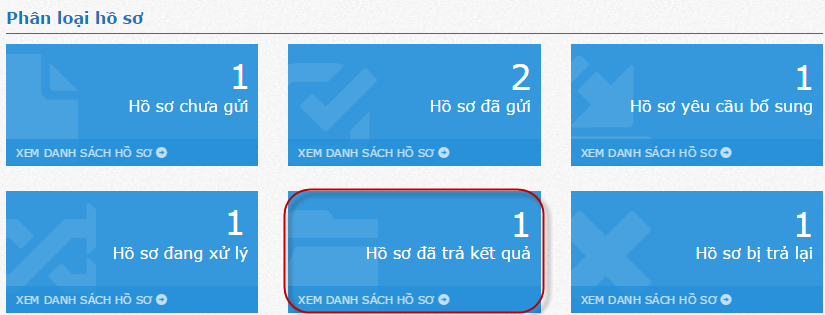 Phân loại hồ sơ
1
Hồ sơ chưa gửi
XEM DANH SÁCH HỒ SƠ
2
Hồ sơ đã gửi
XEM DANH SÁCH HỒ SƠ
1
Hồ sơ yêu cầu bổ sung
XEM DANH SÁCH HỒ SƠ
1
Hồ sơ đang xử lý
XEM DANH SÁCH HỒ SƠ
1
Hồ sơ đã trả kết quả
XEM DANH SÁCH HỒ SƠ
1
Hồ sơ bị trả lại
XEM DANH SÁCH HỒ SƠ